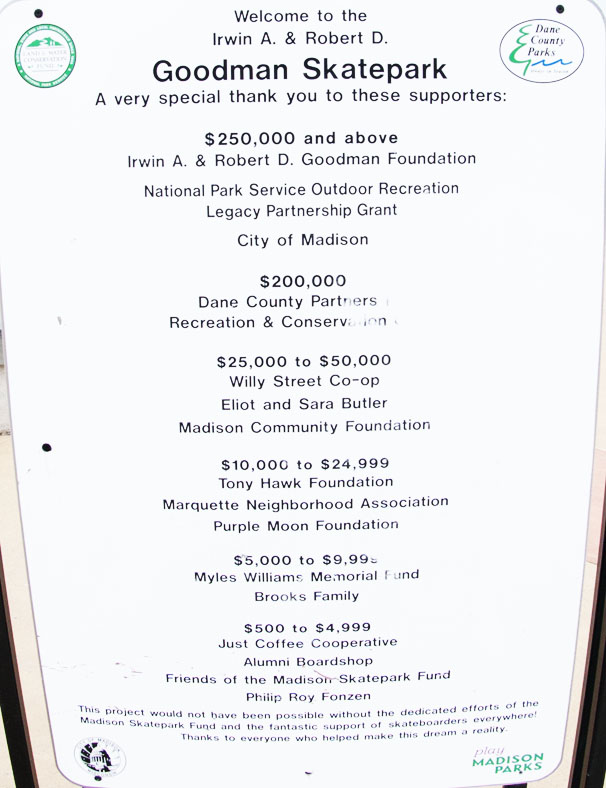 Welcome to the
Irwin A. & Robert D.
Goodman Skatepark
A very special thank you to these supporters:
Dane
County
Parks
$250,000 and above
Irwin A. & Robert D. Goodman Foundation
National Park Service Outdoor Recreation
Legacy Partnership Grant
City of Madison
$200,000
Dane County Partners
Recreation & Conservation
$25,000 to $50,000
Willy Street Co-op
Eliot and Sara Butler
Madison Community Foundation
$10,000 to $24,999
Tony Hawk Foundation
Marquette Neighborhood Association
Purple Moon Foundation
$5,000 to $9,999
Myles Williams Memorial Fund
Brooks Family
$500 to $4,999
Just Coffee Cooperative
Alumni Boardshop
Friends of the Madison Skatepark Fund
Philip Roy Fonzen
This project would not have been possible without the dedicated efforts of the
Madison Skatepark Fund and the fantastic support of skateboarders everywhere!
Thanks to everyone who helped make this dream a reality.
play
MADISON
PARKS